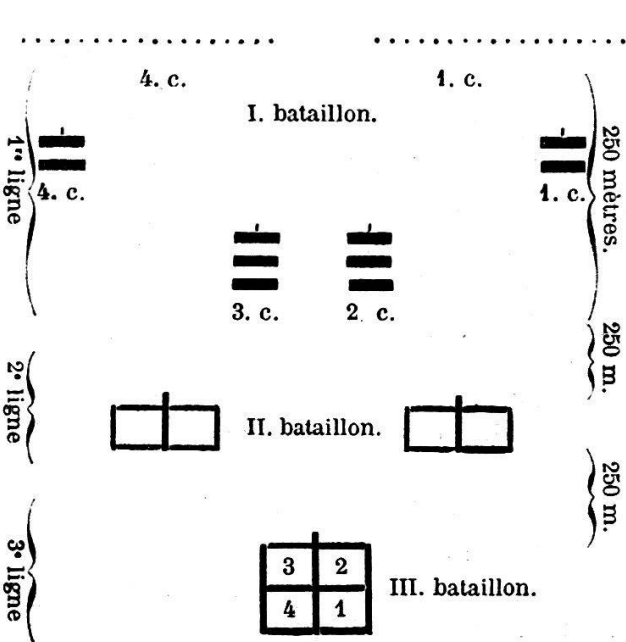 4. c.
1. c.
I. bataillon.
1re ligne
250 mètres.
4. c.
1. c.
3. c.
2. c.
250 m.
2e ligne
II. bataillon.
250 m.
3e ligne
3 2
4 1
III. bataillon.